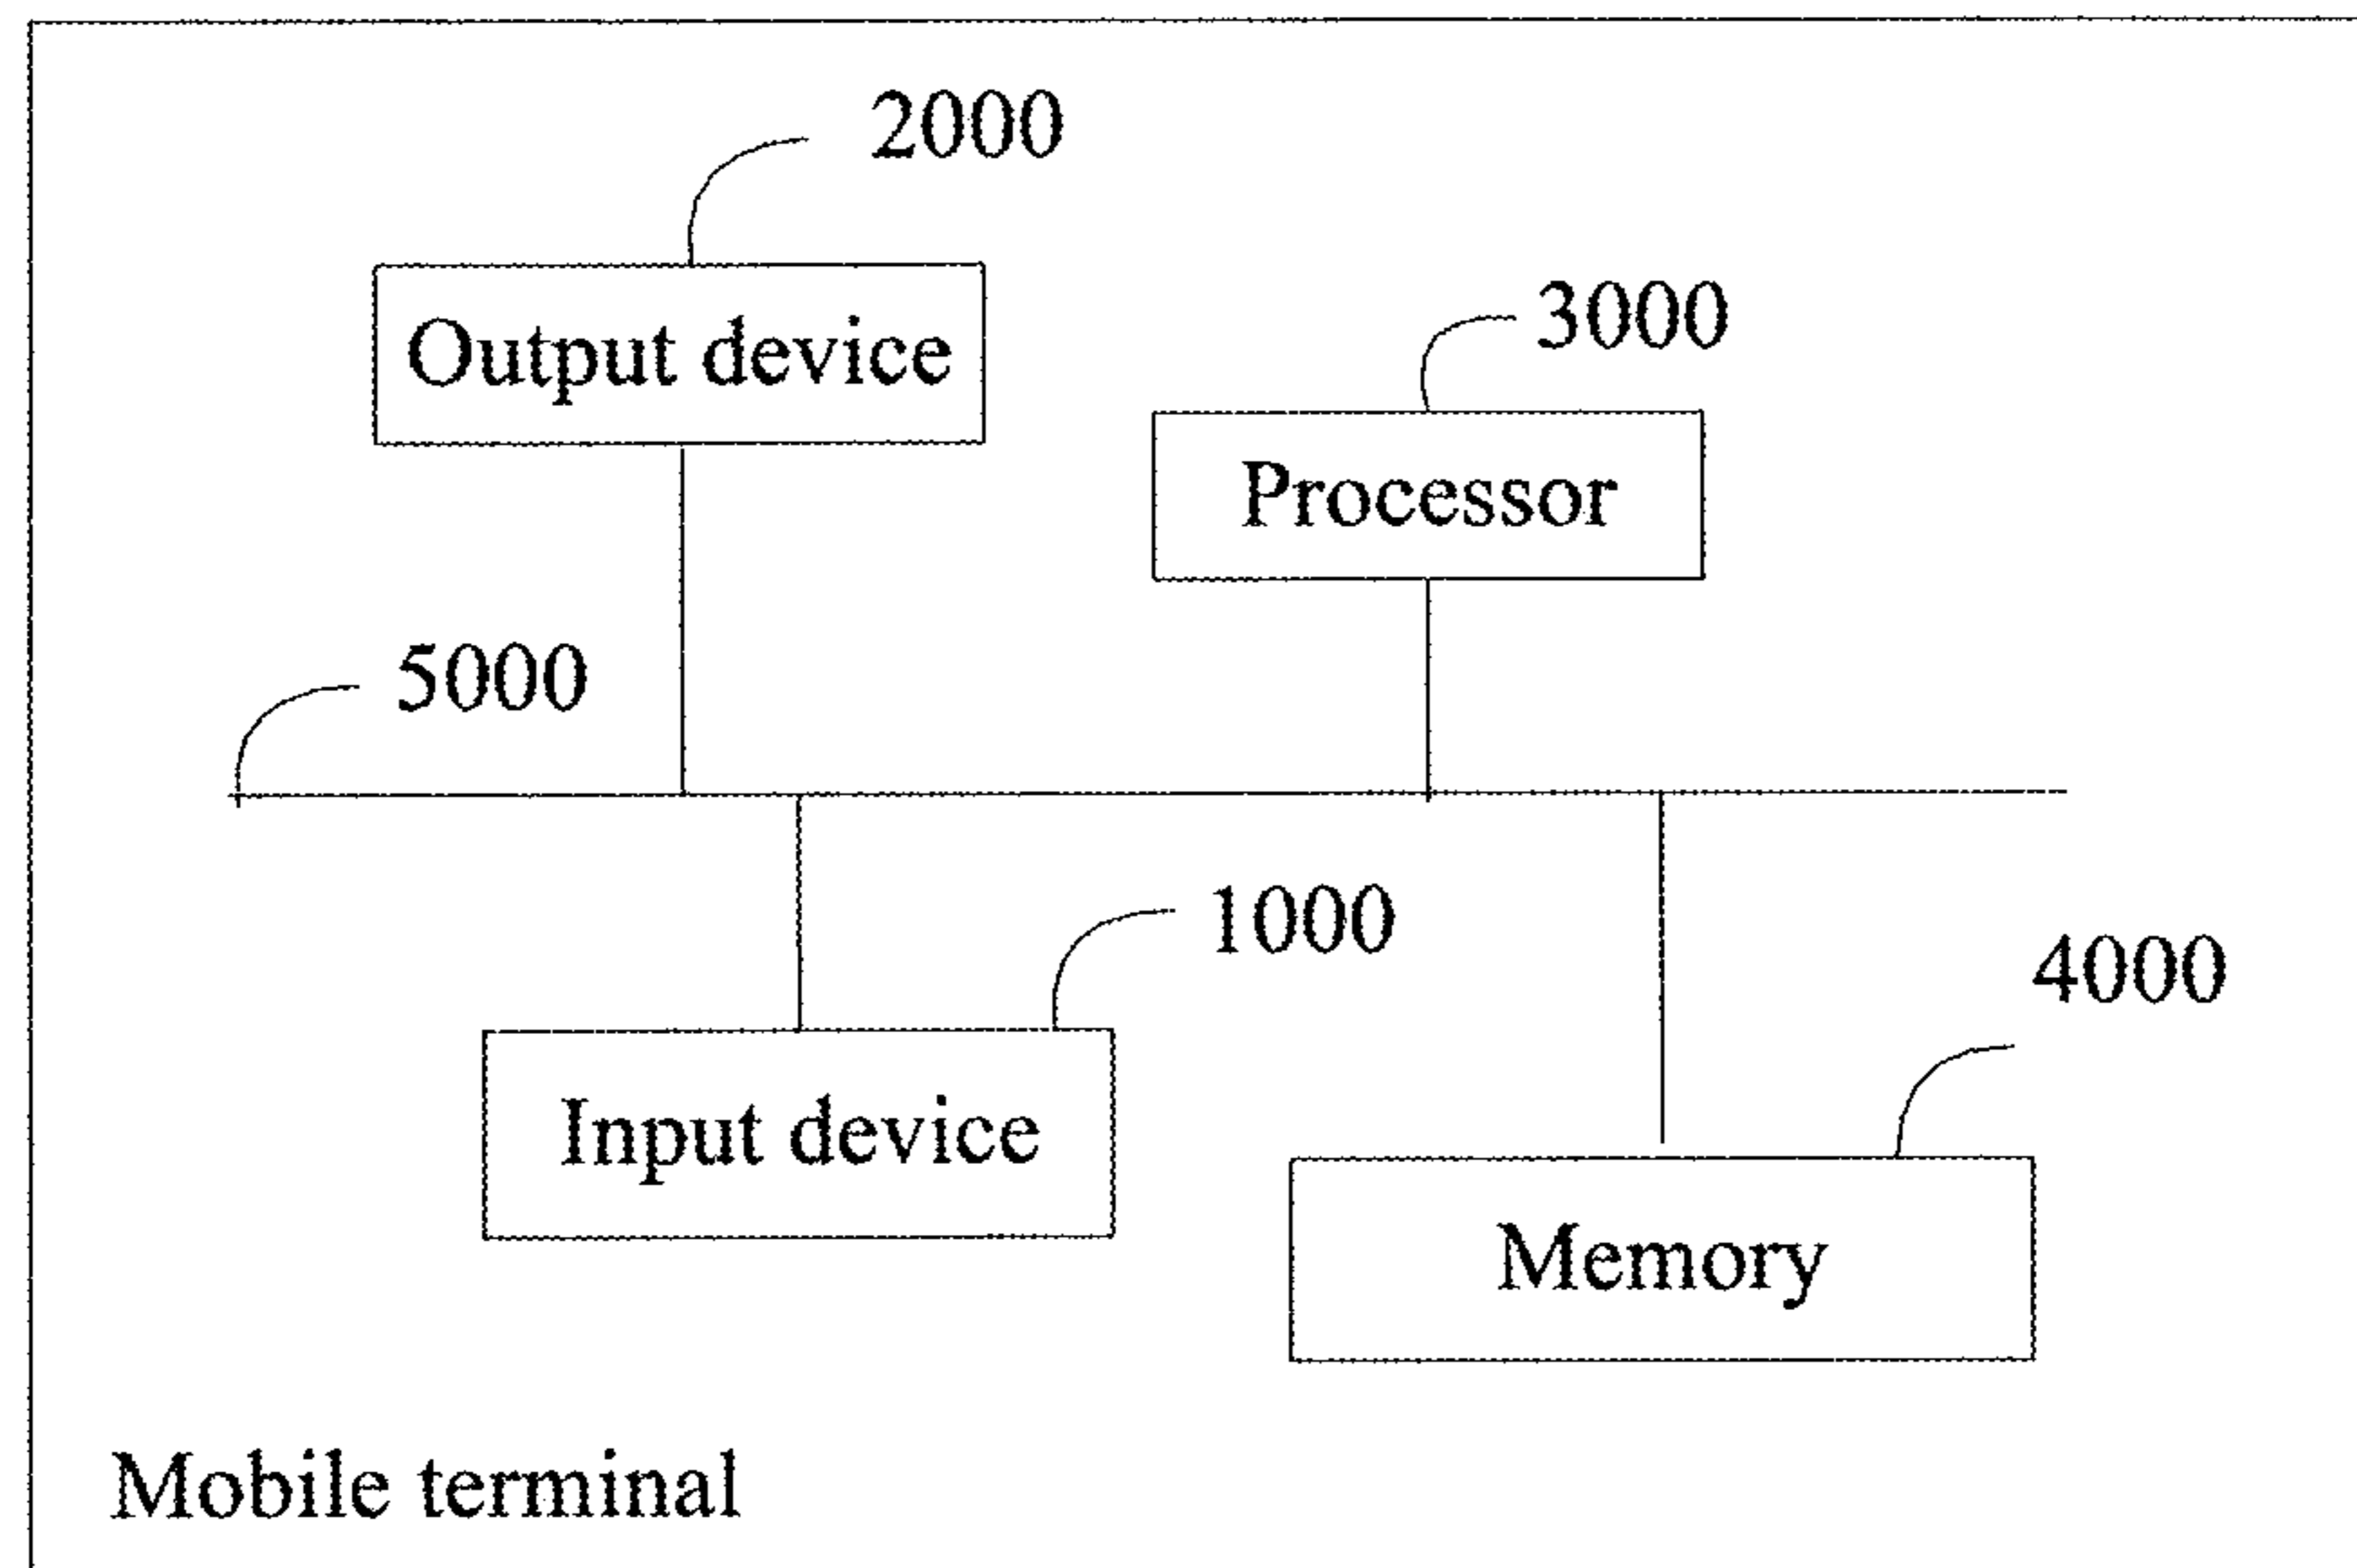 2000
Output device
3000
Processor
5000
1000
Input device
4000
Memory
Mobile terminal